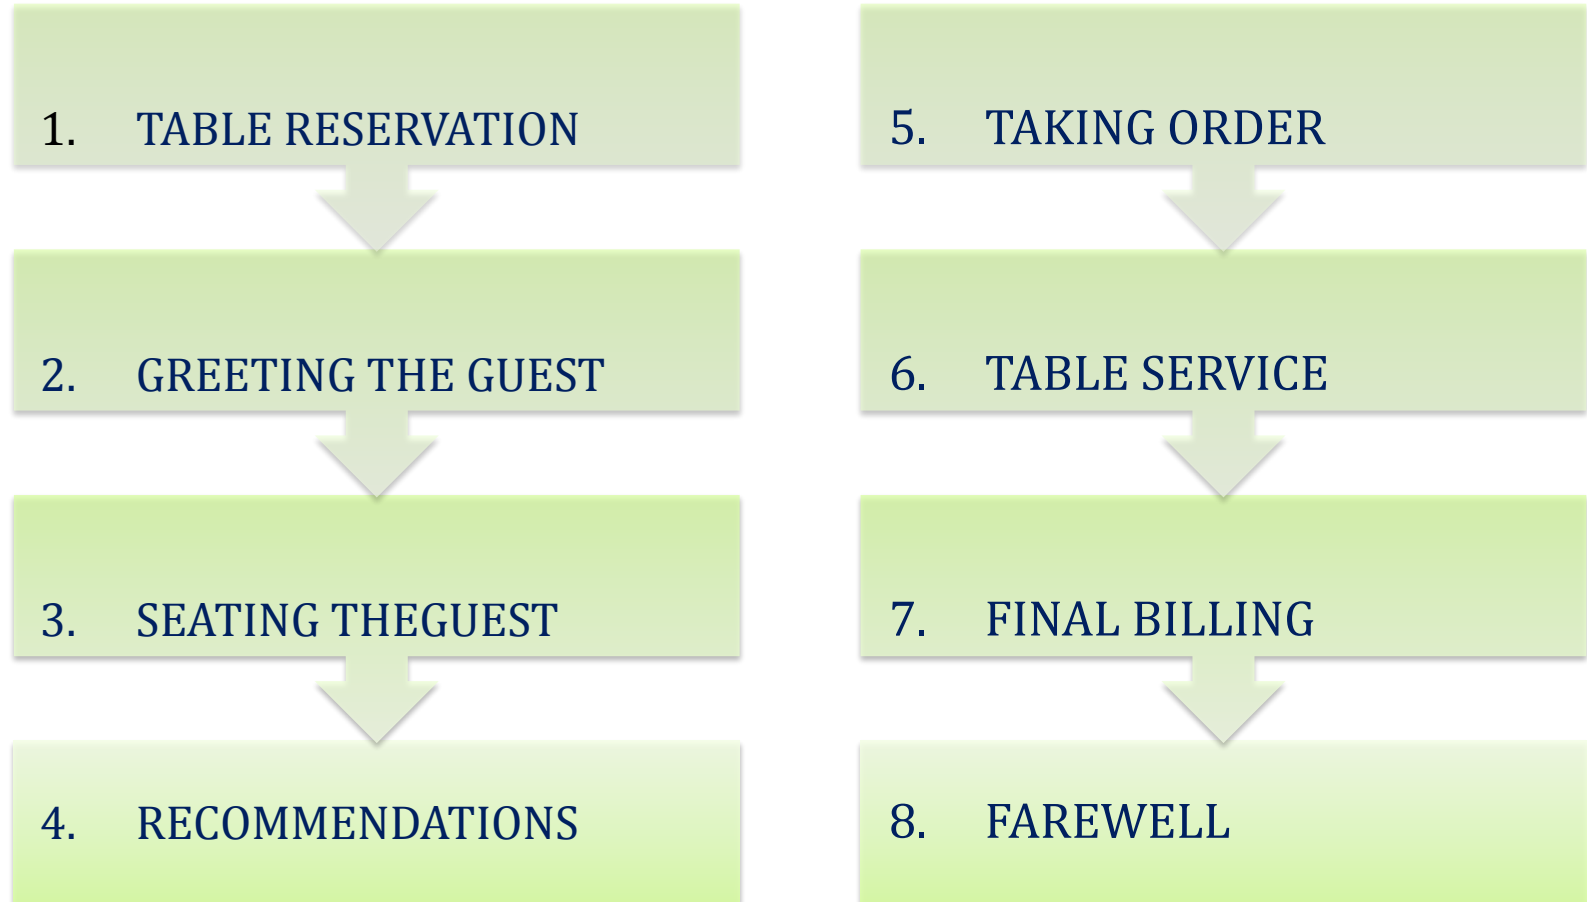 1. TABLE RESERVATION
2. GREETING THE GUEST
3. SEATING THEGUEST
4. RECOMMENDATIONS
5. TAKING ORDER
6. TABLE SERVICE
7. FINAL BILLING
8. FAREWELL